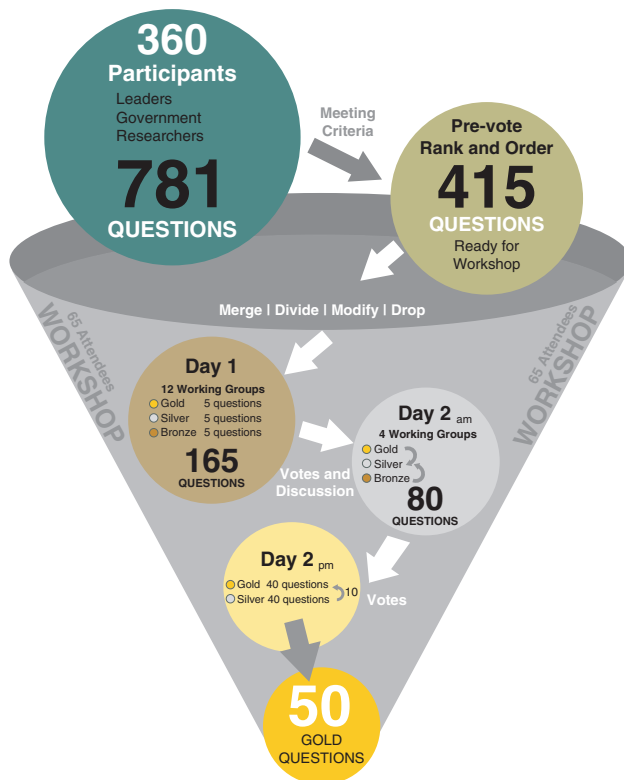 360
Participants
Leaders
Government
Researchers
781
QUESTIONS
Meeting
Criteria
Pre-vote
Rank and Order
415
QUESTIONS
Ready for
Workshop
Merge | Divide | Modify | Drop
65 Attendees
WORKSHOP
65 Attendees
WORKSHOP
Day 1
12 Working Groups
Gold 5 questions
Silver 5 questions
Bronze 5 questions
165
QUESTIONS
Votes and
Discussion
Day 2 am
4 Working Groups
Gold
Silver
Bronze
80
QUESTIONS
Day 2 pm
Gold 40 questions
Silver 40 questions
10
Votes
50
GOLD
QUESTIONS